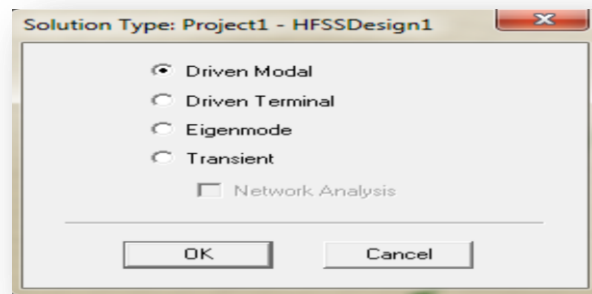 Solution Type: Project1 - HFSSDesign1
Driven Modal
Driven Terminal
Eigenmode
Transient
Network Analysis
OK
Cancel